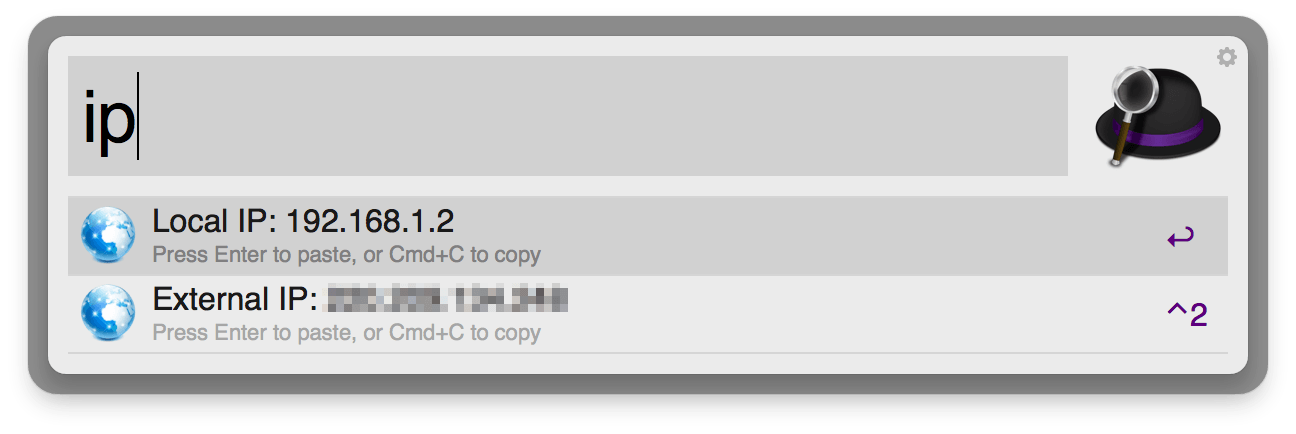 ip
Local IP: 192.168.1.2
Press Enter to paste, or Cmd+C to copy
External IP:
Press Enter to paste, or Cmd+C to copy
^2